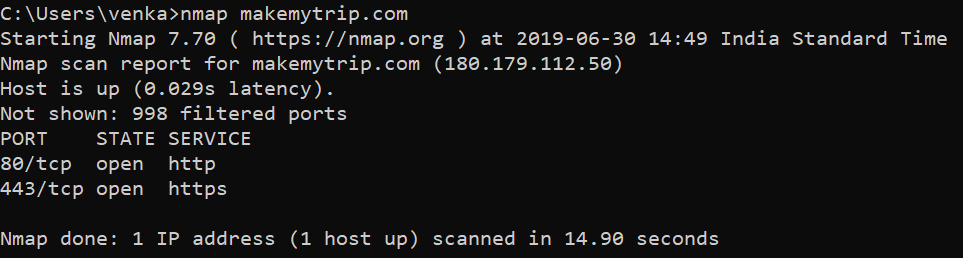 C:\Users\venka>nmap makemytrip.com
Starting Nmap 7.70 ( https://nmap.org ) at 2019-06-30 14:49 India Standard Time
Nmap scan report for makemytrip.com (180.179.112.50)
Host is up (0.029s latency).
Not shown: 998 filtered ports
PORT    STATE SERVICE
80/tcp  open  http
443/tcp open  https

Nmap done: 1 IP address (1 host up) scanned in 14.90 seconds